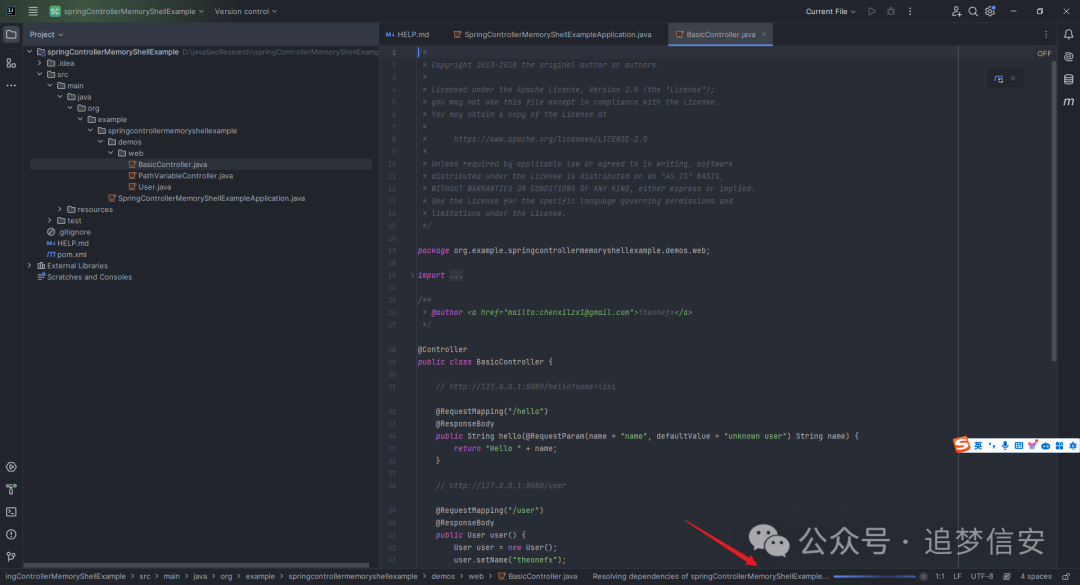 springControllerMemoryShellExample
Version control
Current File
Project
springControllerMemoryShellExample D:\javaSecResearch\springControllerMemoryShellExamp
.idea
src
main
java
org
example
springcontrollermemoryshellexample
demos
web
BasicController.java
PathVariableController.java
User.java
SpringControllerMemoryShellExampleApplication.java
resources
test
.gitignore
HELP.md
pom.xml
External Libraries
Scratches and Consoles
HELP.md
SpringControllerMemoryShellExampleApplication.java
BasicController.java
OFF
1 /*
2 * Copyright 2013-2018 the original author or authors.
3 *
4 * Licensed under the Apache License, Version 2.0 (the "License");
5 * you may not use this file except in compliance with the License.
6 * You may obtain a copy of the License at
7 *
8 * https://www.apache.org/licenses/LICENSE-2.0
9 *
10 * Unless required by applicable law or agreed to in writing, software
11 * distributed under the License is distributed on an "AS IS" BASIS,
12 * WITHOUT WARRANTIES OR CONDITIONS OF ANY KIND, either express or implied.
13 * See the License for the specific language governing permissions and
14 * limitations under the License.
15 */
16
17 package org.example.springcontrollermemoryshellexample.demos.web;
18
19 import ...
24
25 /**
26 * @author <a href="mailto:chenxilzx1@gmail.com">theonefx</a>
27 */
28 @Controller
29 public class BasicController {
30
31 // http://127.0.0.1:8080/hello?name=lisi
32 @RequestMapping("/hello")
33 @ResponseBody
34 public String hello(@RequestParam(name = "name", defaultValue = "unknown user") String name) {
35 return "Hello " + name;
36 }
37
38 // http://127.0.0.1:8080/user
39 @RequestMapping("/user")
40 @ResponseBody
41 public User user() {
42 User user = new User();
43 user.setName("theonefx");
英
公众号 · 追梦信安
ingControllerMemoryShellExample > src > main > java > org > example > springcontrollermemoryshellexample > demos > web > BasicController.java
Resolving dependencies of springControllerMemoryShellExample...
1:1 LF UTF-8 4 spaces